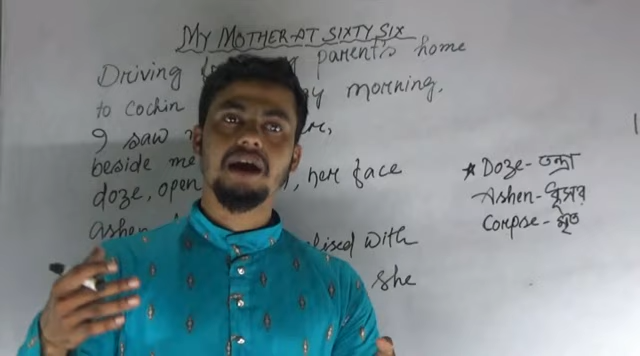 MY MOTHER AT SIXTY SIX
Driving parent's home
to cochin morning.
I saw
beside me
doze, open her face
ashen with
she
* Doze - তন্দ্রা
Ashen - ধূসর
Corpse - মৃত